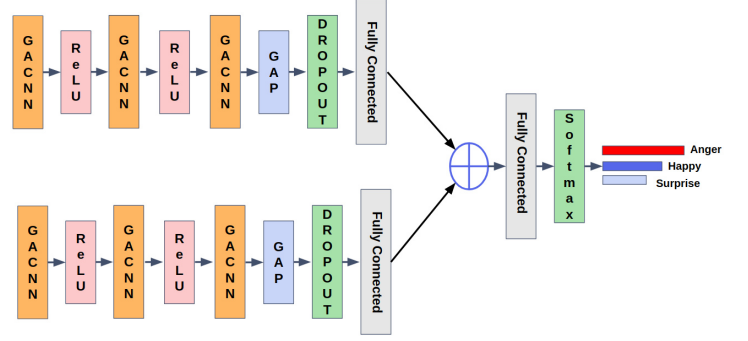 GACNN
ReLU
GACNN
ReLU
GACNN
GAP
DROPOUT
Fully Connected
GACNN
ReLU
GACNN
ReLU
GACNN
GAP
DROPOUT
Fully Connected
Fully Connected
Softmax
Anger
Happy
Surprise